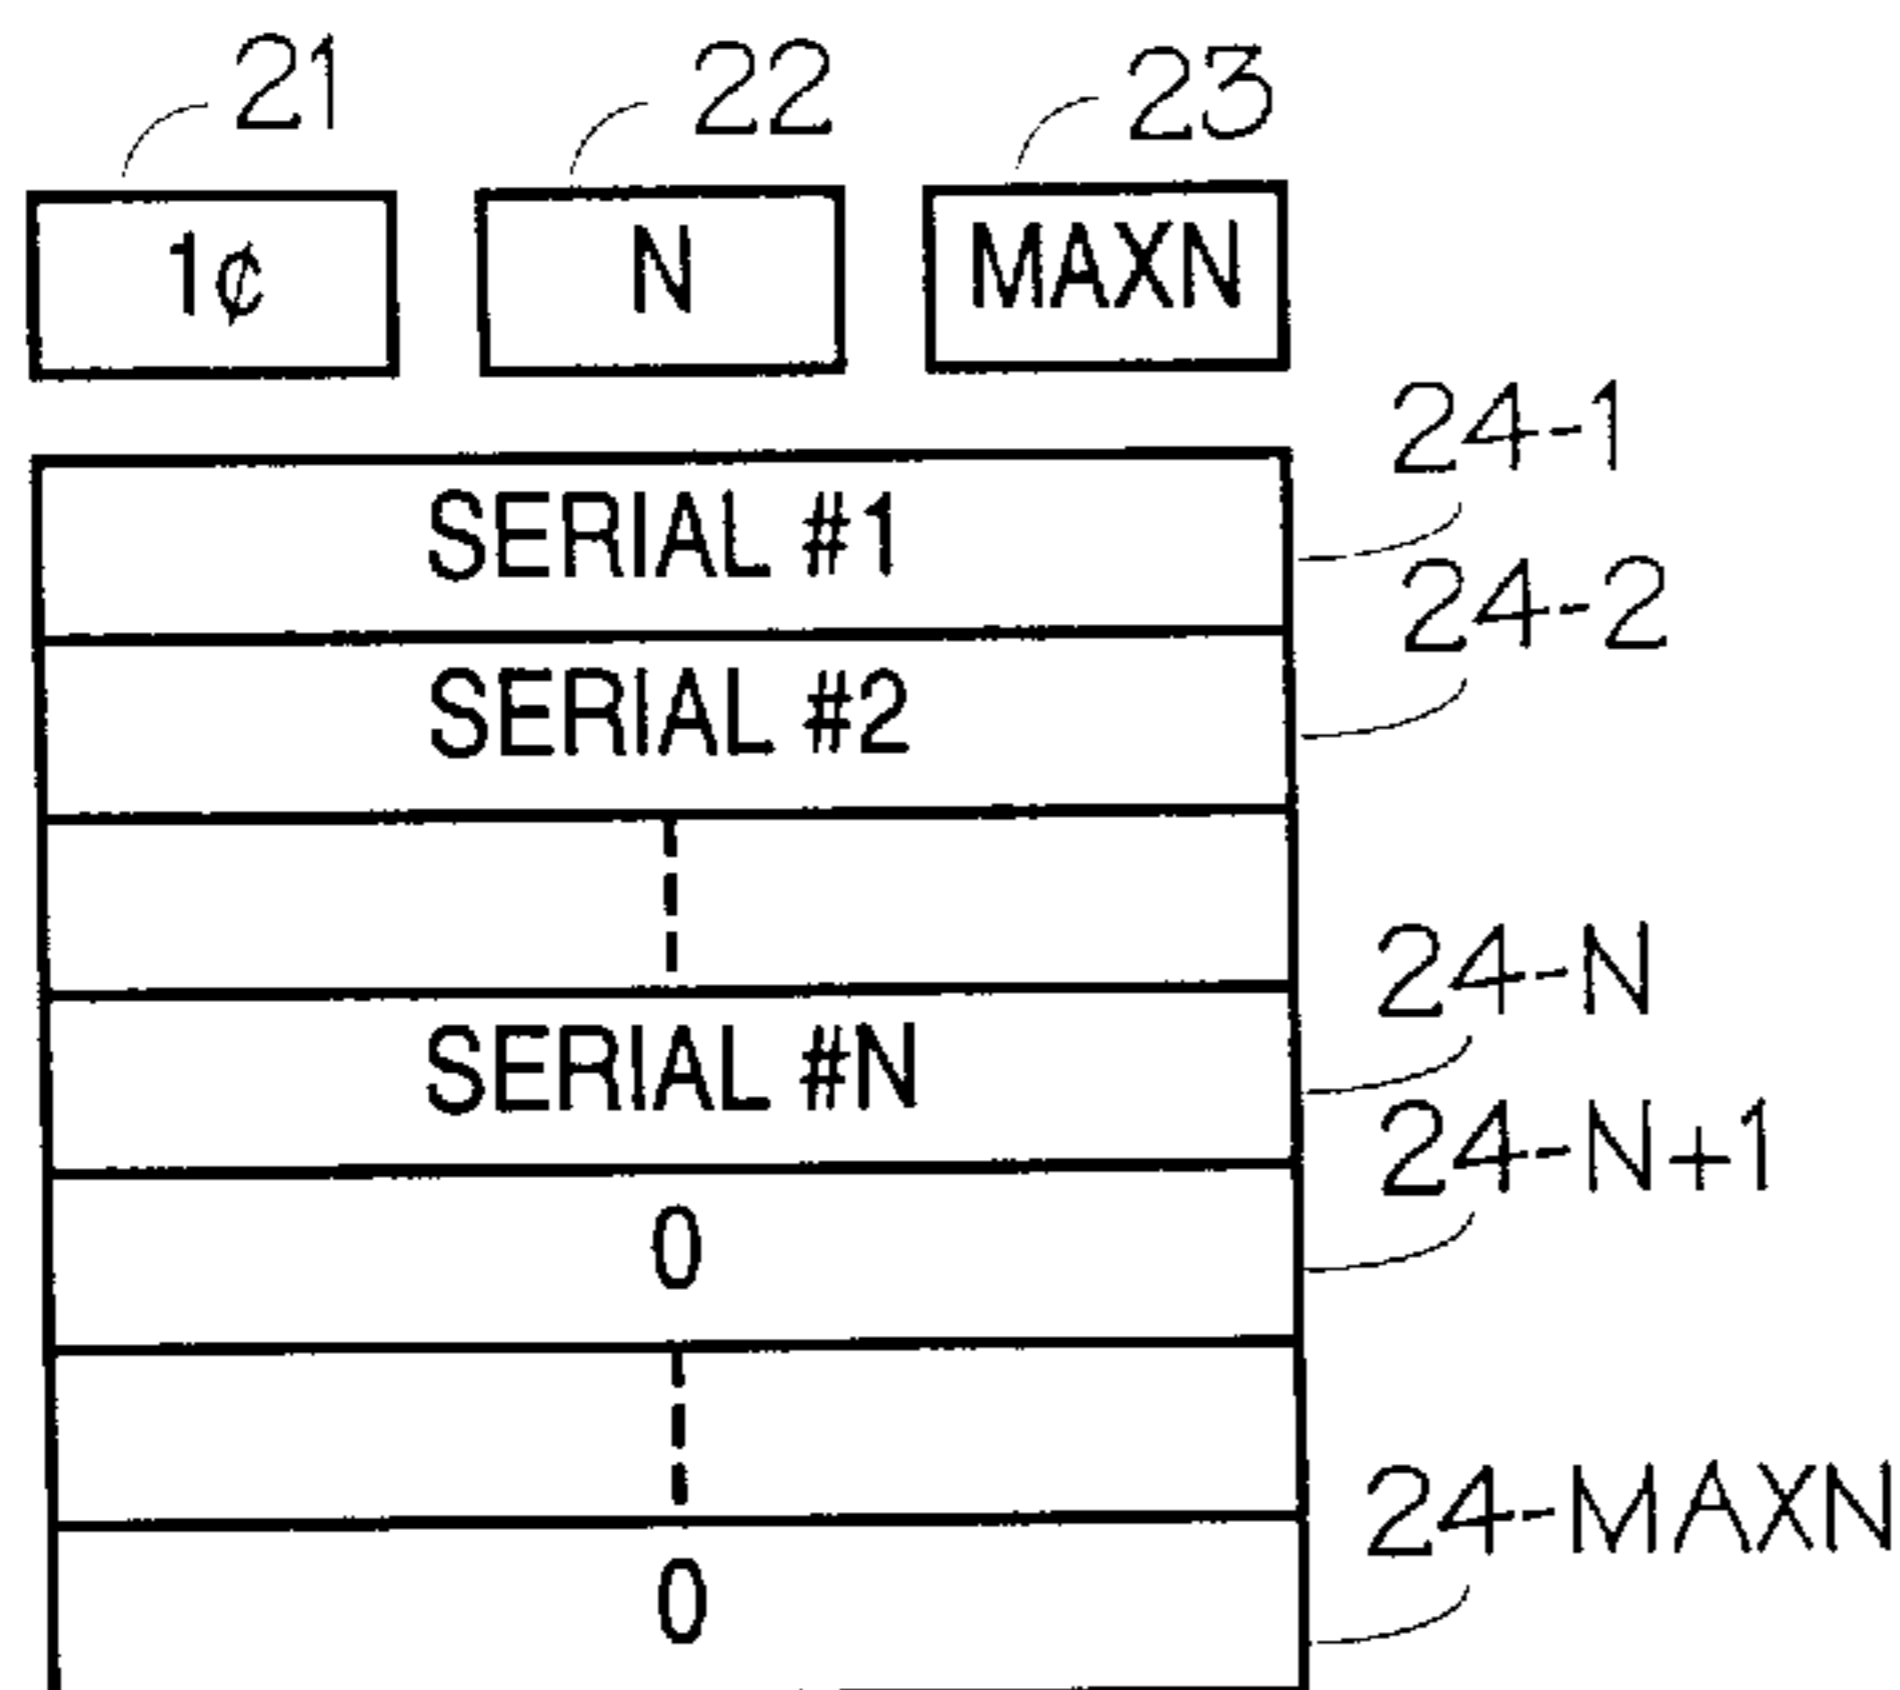 21 22 23
1¢ N MAXN
24-1
SERIAL #1
24-2
SERIAL #2
24-N
SERIAL #N
24-N+1
0
24-MAXN
0